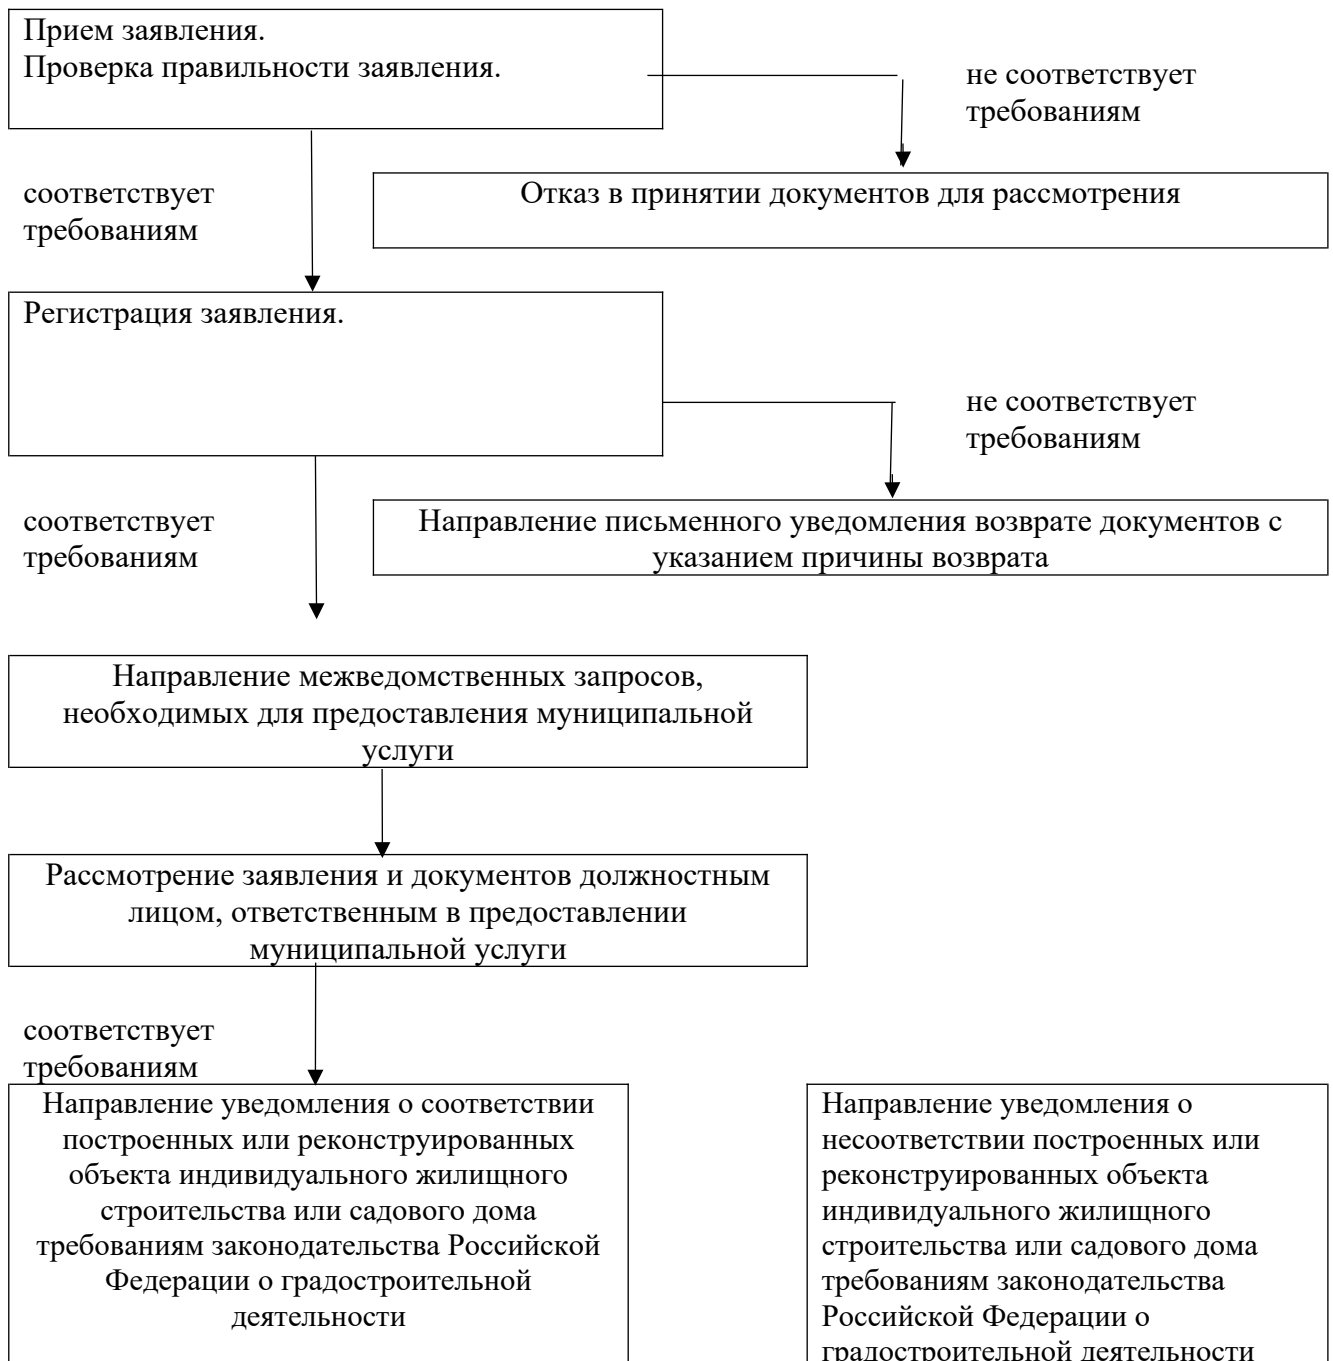 Прием заявления.
Проверка правильности заявления.
не соответствует
требованиям
соответствует
требованиям
Отказ в принятии документов для рассмотрения
Регистрация заявления.
не соответствует
требованиям
соответствует
требованиям
Направление письменного уведомления возврате документов с
указанием причины возврата
Направление межведомственных запросов,
необходимых для предоставления муниципальной
услуги
Рассмотрение заявления и документов должностным
лицом, ответственным в предоставлении
муниципальной услуги
соответствует
требованиям
Направление уведомления о соответствии
построенных или реконструированных
объекта индивидуального жилищного
строительства или садового дома
требованиям законодательства Российской
Федерации о градостроительной
деятельности
Направление уведомления о
несоответствии построенных или
реконструированных объекта
индивидуального жилищного
строительства или садового дома
требованиям законодательства
Российской Федерации о
градостроительной деятельности